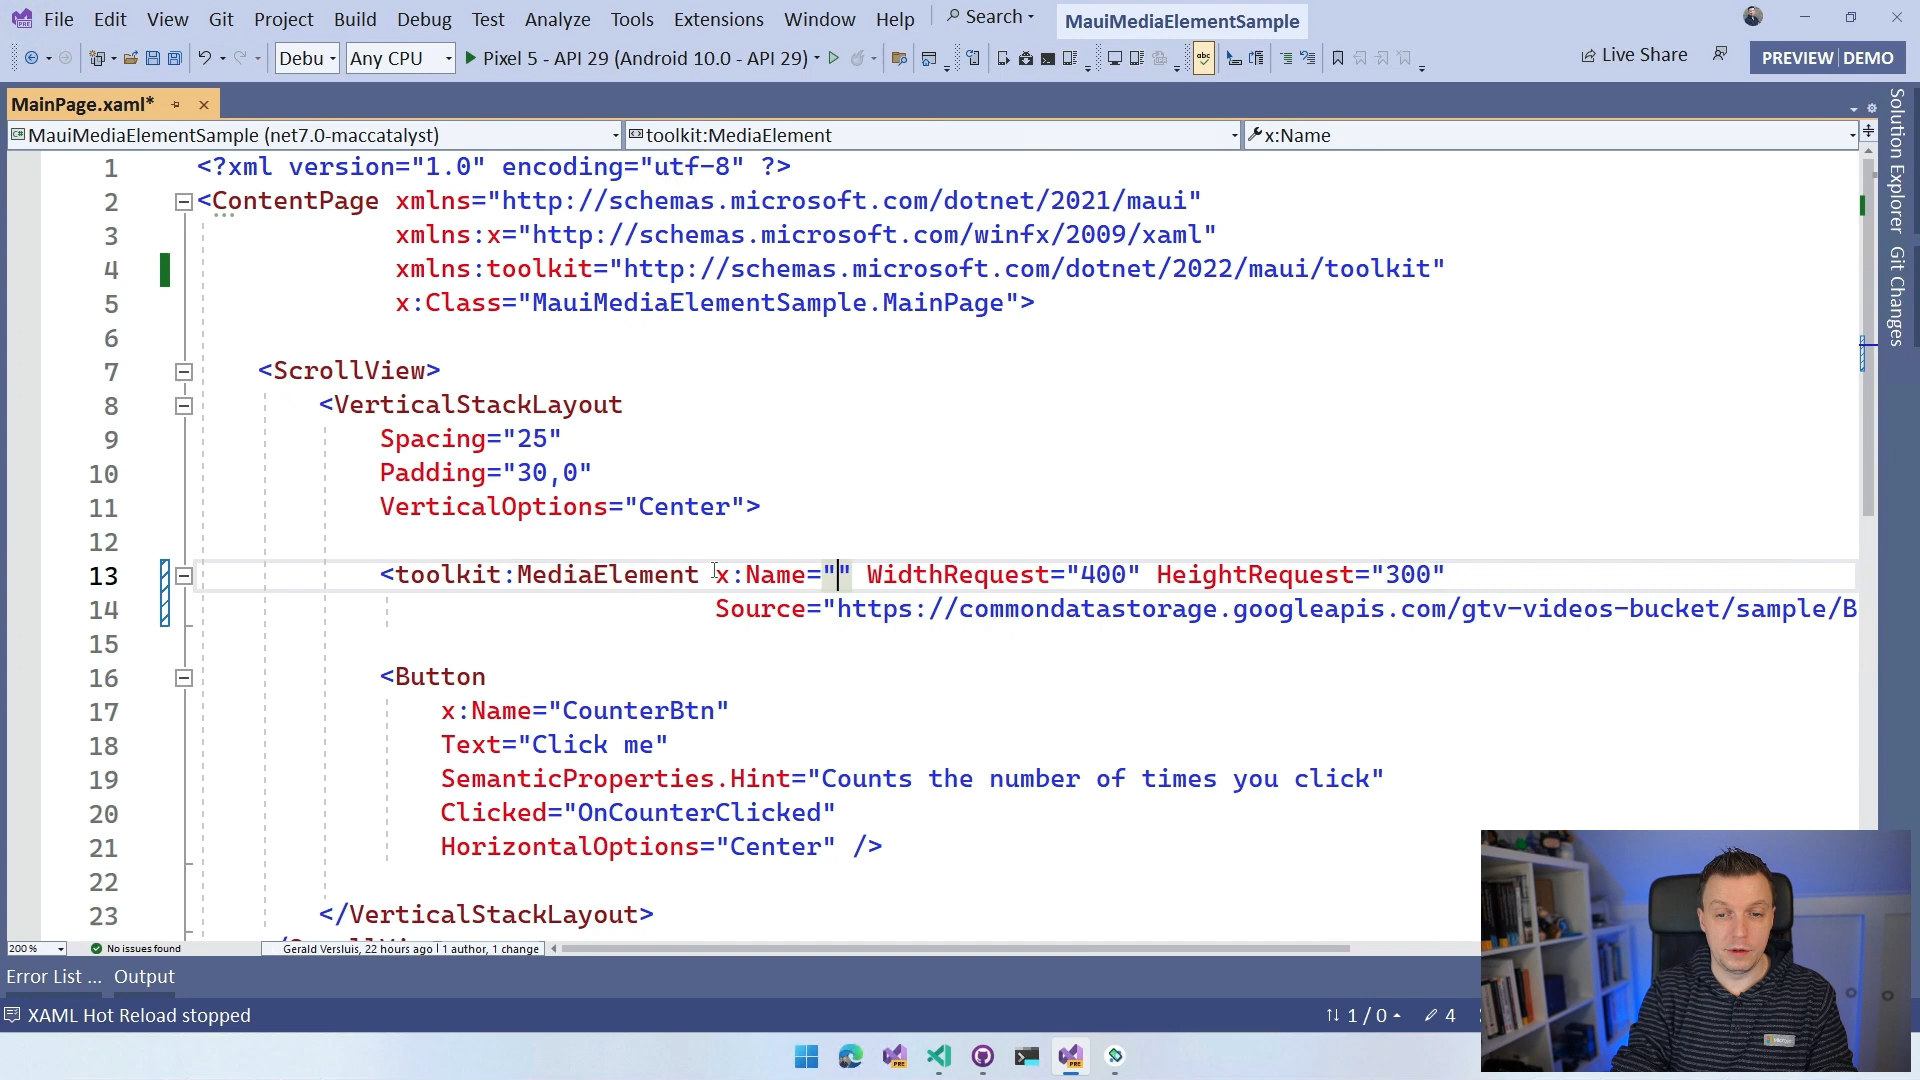 File Edit View Git Project Build Debug Test Analyze Tools Extensions Window Help Search MauiMediaElementSample
Debu Any CPU Pixel 5 - API 29 (Android 10.0 - API 29) Live Share PREVIEW DEMO
MainPage.xaml*
MauiMediaElementSample (net7.0-maccatalyst) toolkit:MediaElement x:Name
Solution Explorer
Git Changes
1 <?xml version="1.0" encoding="utf-8" ?>
2 <ContentPage xmlns="http://schemas.microsoft.com/dotnet/2021/maui"
3 xmlns:x="http://schemas.microsoft.com/winfx/2009/xaml"
4 xmlns:toolkit="http://schemas.microsoft.com/dotnet/2022/maui/toolkit"
5 x:Class="MauiMediaElementSample.MainPage">
6
7 <ScrollView>
8 <VerticalStackLayout
9 Spacing="25"
10 Padding="30,0"
11 VerticalOptions="Center">
12
13 <toolkit:MediaElement x:Name="" WidthRequest="400" HeightRequest="300"
14 Source="https://commondatastorage.googleapis.com/gtv-videos-bucket/sample/B
15
16 <Button
17 x:Name="CounterBtn"
18 Text="Click me"
19 SemanticProperties.Hint="Counts the number of times you click"
20 Clicked="OnCounterClicked"
21 HorizontalOptions="Center" />
22
23 </VerticalStackLayout>
200 % No issues found Gerald Versluis, 22 hours ago | 1 author, 1 change
Error List ... Output
XAML Hot Reload stopped 1 / 0 4